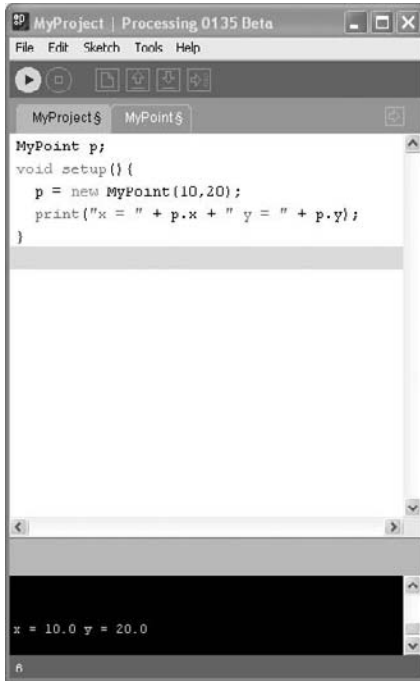 MyProject | Processing 0135 Beta
File Edit Sketch Tools Help
MyProject § MyPoint §
MyPoint p;
void setup(){
  p = new MyPoint(10,20);
  print("x = " + p.x + " y = " + p.y);
}
x = 10.0 y = 20.0